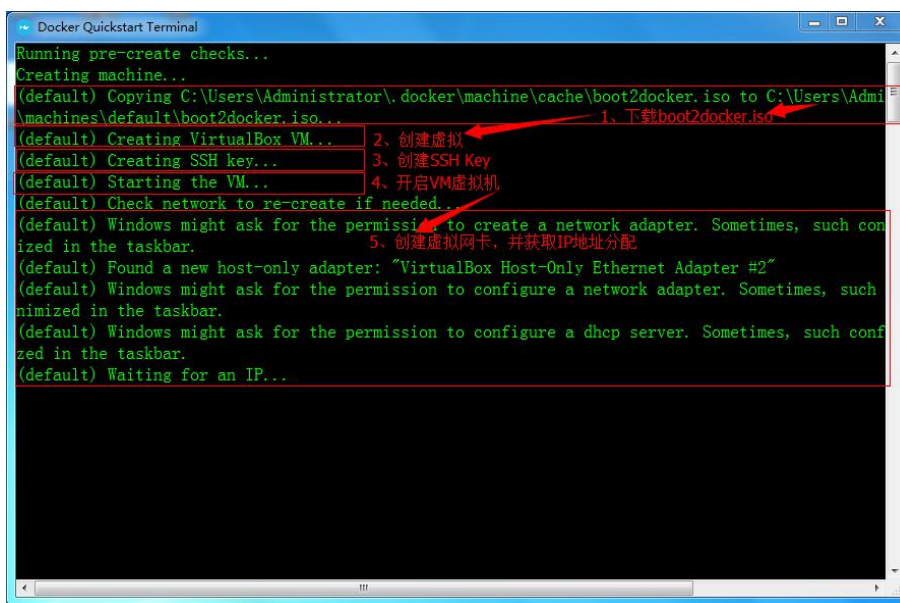 Docker Quickstart Terminal
Running pre-create checks...
Creating machine...
(default) Copying C:\Users\Administrator\.docker\machine\cache\boot2docker.iso to C:\Users\Admi
\machines\default\boot2docker.iso...
1、下载boot2docker.iso
(default) Creating VirtualBox VM...
2、创建虚拟
(default) Creating SSH key...
3、创建SSH Key
(default) Starting the VM...
4、开启VM虚拟机
(default) Check network to re-create if needed...
(default) Windows might ask for the permission to create a network adapter. Sometimes, such con
ized in the taskbar.
5、创建虚拟网卡，并获取IP地址分配
(default) Found a new host-only adapter: "VirtualBox Host-Only Ethernet Adapter #2"
(default) Windows might ask for the permission to configure a network adapter. Sometimes, such
nimized in the taskbar.
(default) Windows might ask for the permission to configure a dhcp server. Sometimes, such conf
zed in the taskbar.
(default) Waiting for an IP...